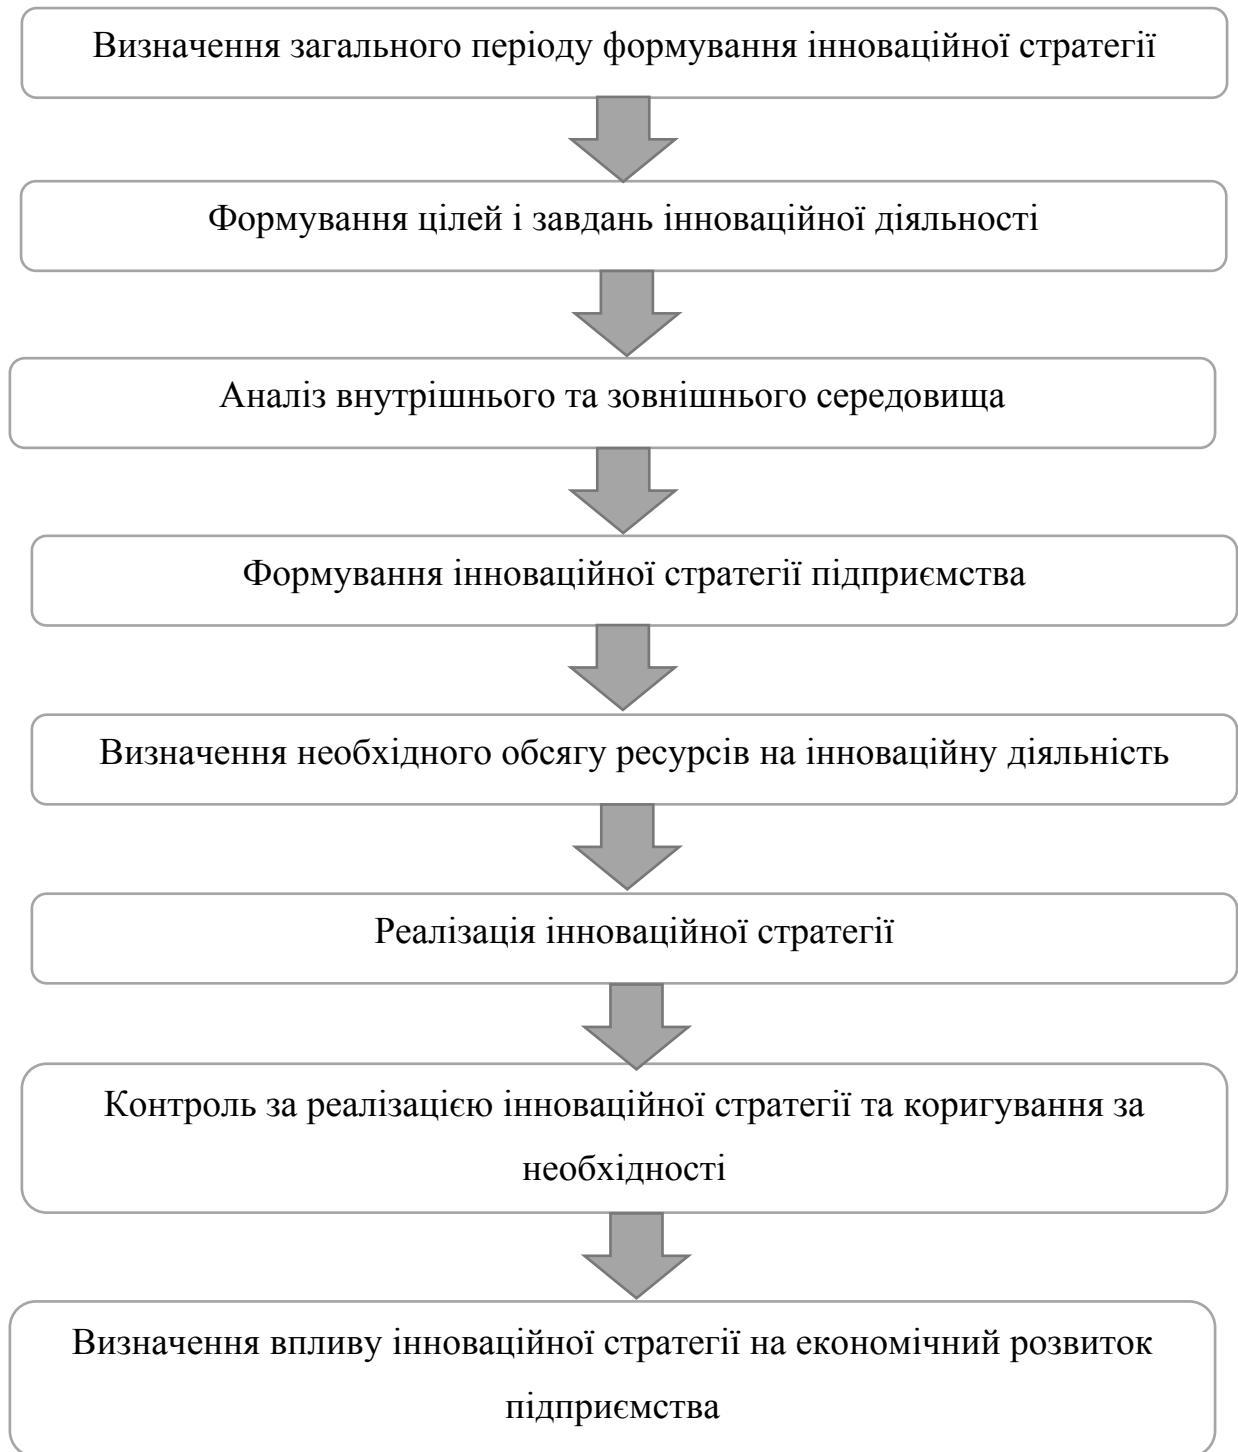 Визначення загального періоду формування інноваційної стратегії
Формування цілей і завдань інноваційної діяльності
Аналіз внутрішнього та зовнішнього середовища
Формування інноваційної стратегії підприємства
Визначення необхідного обсягу ресурсів на інноваційну діяльність
Реалізація інноваційної стратегії
Контроль за реалізацією інноваційної стратегії та коригування за
необхідності
Визначення впливу інноваційної стратегії на економічний розвиток
підприємства